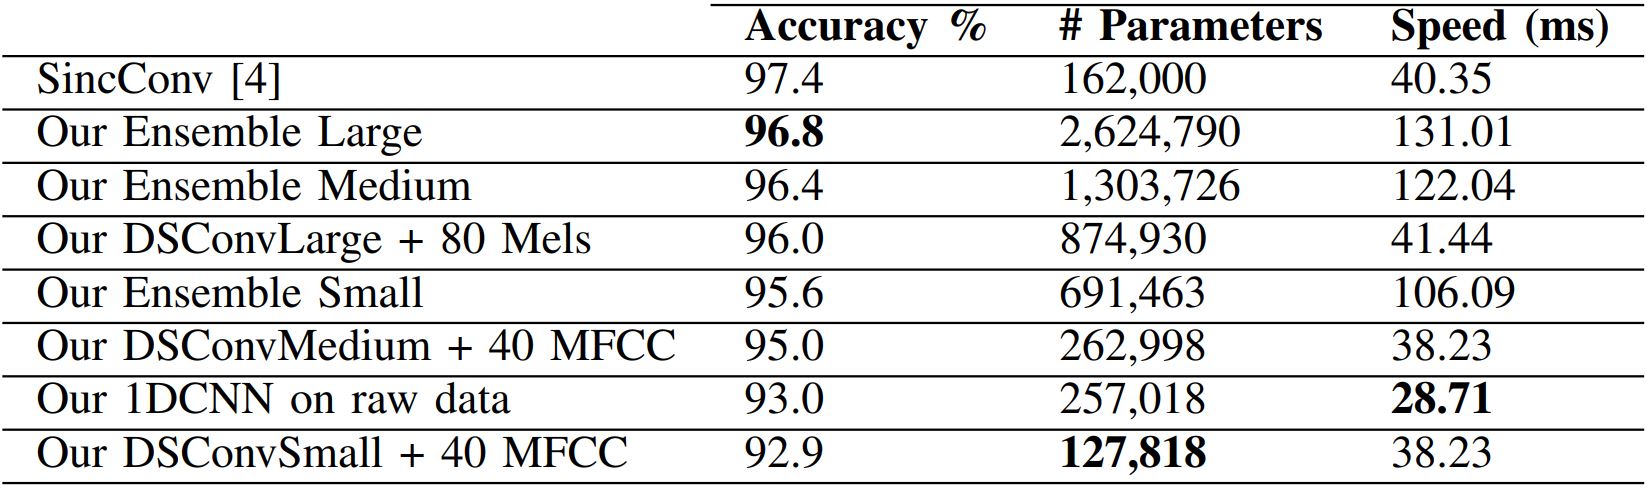 Accuracy % # Parameters Speed (ms)
SincConv [4] 97.4 162,000 40.35
Our Ensemble Large 96.8 2,624,790 131.01
Our Ensemble Medium 96.4 1,303,726 122.04
Our DSConvLarge + 80 Mels 96.0 874,930 41.44
Our Ensemble Small 95.6 691,463 106.09
Our DSConvMedium + 40 MFCC 95.0 262,998 38.23
Our 1DCNN on raw data 93.0 257,018 28.71
Our DSConvSmall + 40 MFCC 92.9 127,818 38.23